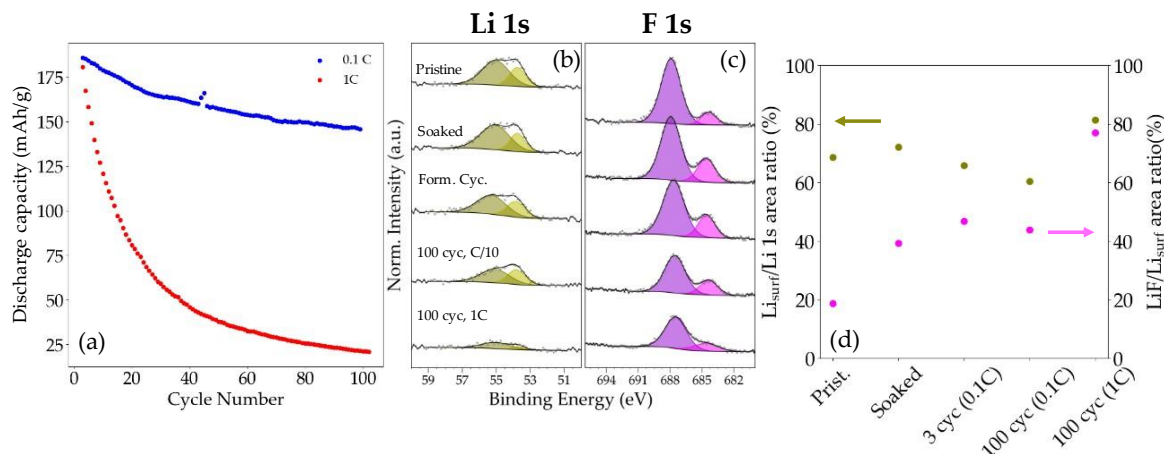 Li 1s
F 1s
Discharge capacity (mAh/g)
175
150
125
100
75
50
25
0.1 C
1C
(a)
0
20
40
60
80
100
Cycle Number
Norm. Intensity (a.u.)
(b)
Pristine
Soaked
Form. Cyc.
100 cyc, C/10
100 cyc, 1C
59
57
55
53
51
(c)
694
691
688
685
682
Binding Energy (eV)
Li_surf/Li 1s area ratio (%)
100
80
60
40
20
0
(d)
100
80
60
40
20
0
LiF/Li_surf area ratio(%)
Prist.
Soaked
3 cyc (0.1C)
100 cyc (0.1C)
100 cyc (1C)